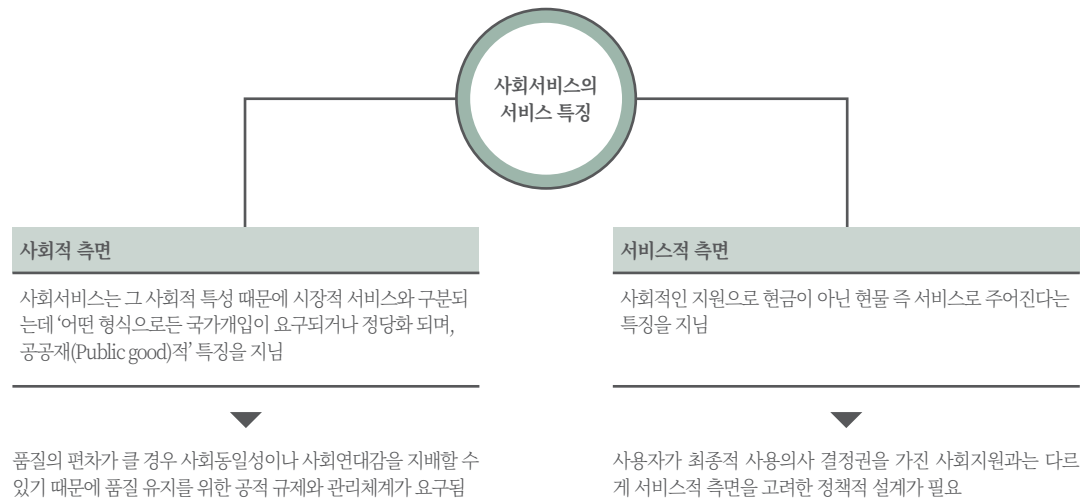 사회서비스의
서비스 특징
사회적 측면
사회서비스는 그 사회적 특성 때문에 시장적 서비스와 구분되
는데 ‘어떤 형식으로든 국가개입이 요구되거나 정당화 되며,
공공재(Public good)적’ 특징을 지님
품질의 편차가 클 경우 사회동일성이나 사회연대감을 지배할 수
있기 때문에 품질 유지를 위한 공적 규제와 관리체계가 요구됨
서비스적 측면
사회적인 지원으로 현금이 아닌 현물 즉 서비스로 주어진다는
특징을 지님
사용자가 최종적 사용의사 결정권을 가진 사회지원과는 다르
게 서비스적 측면을 고려한 정책적 설계가 필요